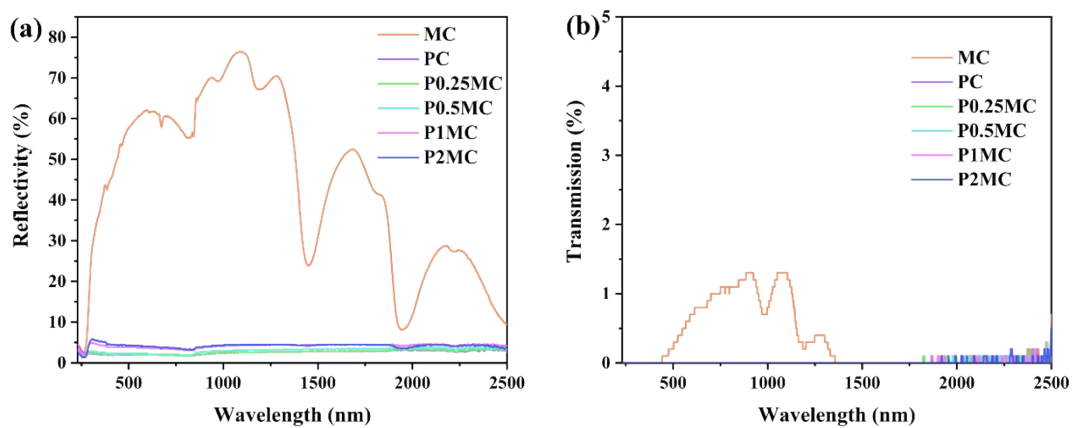 (a)
MC
PC
P0.25MC
P0.5MC
P1MC
P2MC
Reflectivity (%)
80
70
60
50
40
30
20
10
0
500 1000 1500 2000 2500
Wavelength (nm)
(b)
MC
PC
P0.25MC
P0.5MC
P1MC
P2MC
Transmission (%)
5
4
3
2
1
0
500 1000 1500 2000 2500
Wavelength (nm)